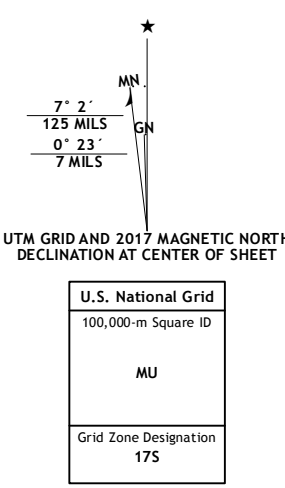 ★
MN
7° 2´
125 MILS
GN
0° 23´
7 MILS
UTM GRID AND 2017 MAGNETIC NORTH
DECLINATION AT CENTER OF SHEET
U.S. National Grid
100,000-m Square ID
MU
Grid Zone Designation
17S